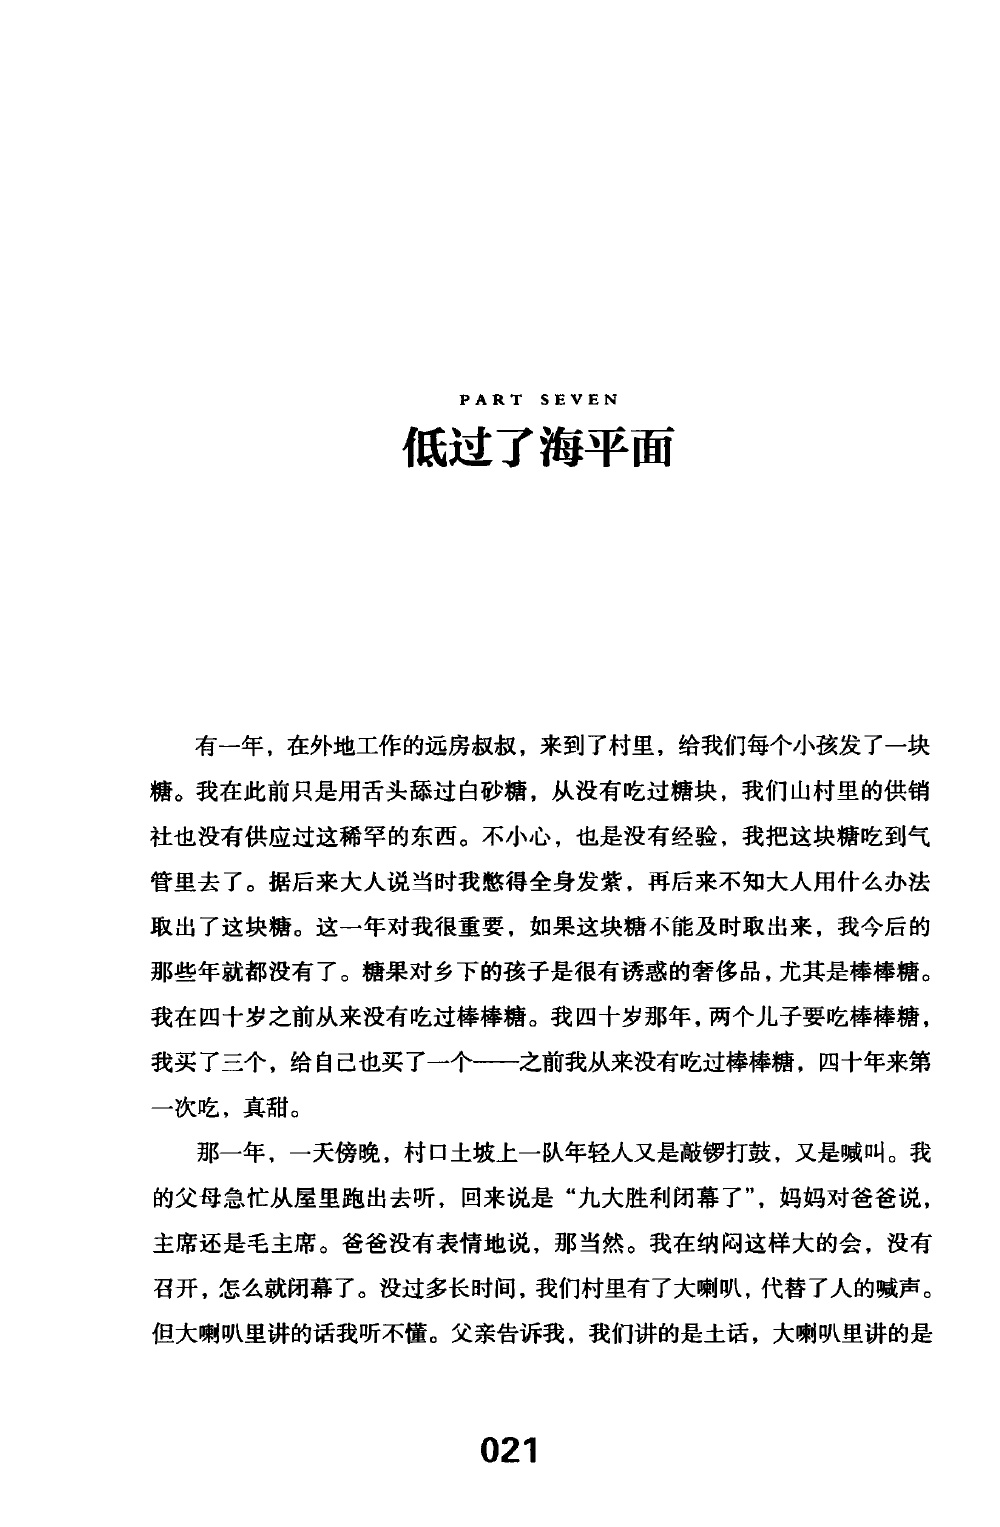 PART SEVEN
低过了海平面
有一年，在外地工作的远房叔叔，来到了村里，给我们每个小孩发了一块
糖。我在此前只是用舌头舔过白砂糖，从没有吃过糖块，我们山村里的供销
社也没有供应过这稀罕的东西。不小心，也是没有经验，我把这块糖吃到气
管里去了。据后来大人说当时我憋得全身发紫，再后来不知大人用什么办法
取出了这块糖。这一年对我很重要，如果这块糖不能及时取出来，我今后的
那些年就都没有了。糖果对乡下的孩子是很有诱惑的奢侈品，尤其是棒棒糖。
我在四十岁之前从来没有吃过棒棒糖。我四十岁那年，两个儿子要吃棒棒糖，
我买了三个，给自己也买了一个——之前我从来没有吃过棒棒糖，四十年来第
一次吃，真甜。
那一年，一天傍晚，村口土坡上一队年轻人又是敲锣打鼓，又是喊叫。我
的父母急忙从屋里跑出去听，回来说是“九大胜利闭幕了”，妈妈对爸爸说，
主席还是毛主席。爸爸没有表情地说，那当然。我在纳闷这样大的会，没有
召开，怎么就闭幕了。没过多长时间，我们村里有了大喇叭，代替了人的喊声。
但大喇叭里讲的话我听不懂。父亲告诉我，我们讲的是土话，大喇叭里讲的是
021